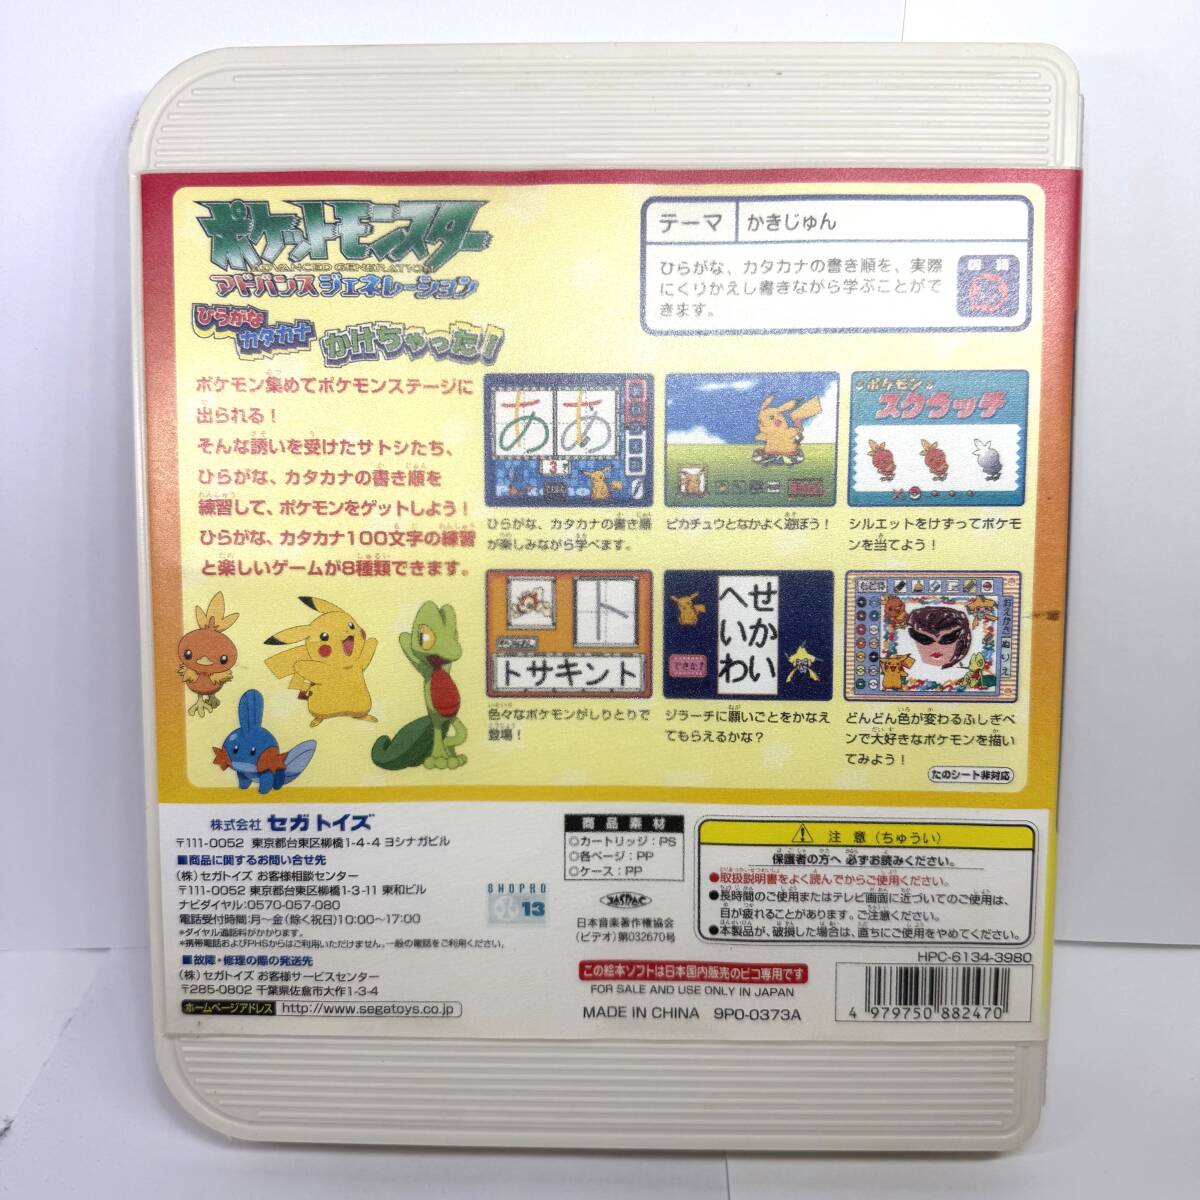 ポケットモンスター
ADVANCED GENERATION
アドバンスジェネレーション
ひらがな
カタカナ
かけちゃった!
テーマ
かきじゅん
ひらがな、カタカナの書き順を、実際
にくりかえし書きながら学ぶことがで
きます。
国語
ポケモン集めてポケモンステージに
出られる!
そんな誘いを受けたサトシたち、
ひらがな、カタカナの書き順を
練習して、ポケモンをゲットしよう!
ひらがな、カタカナ100文字の練習
と楽しいゲームが8種類できます。
あ あ
3
ひらがな、カタカナの書き順
が楽しみながら学べます。
ピカチュウとなかよく遊ぼう!
ポケモン
スクラッチ
シルエットをけずってポケモ
ンを当てよう!
ト
トサキント
色々なポケモンがしりとりで
登場!
せかい
へいわ
できた!
ジラーチに願いごとをかなえ
てもらえるかな?
もどる
どんどん色が変わるふしぎペ
ンで大好きなポケモンを描い
てみよう!
たのシート非対応
株式会社 セガトイズ
〒111-0052 東京都台東区柳橋1-4-4 ヨシナガビル
■商品に関するお問い合せ先
(株)セガトイズ お客様相談センター
〒111-0052 東京都台東区柳橋1-3-11 東和ビル
ナビダイヤル:0570-057-080
電話受付時間:月〜金(除く祝日)10:00〜17:00
*ダイヤル通話料がかかります。
*携帯電話およびPHSからはご利用いただけません。一般の電話をご利用ください。
■故障・修理の際の発送先
(株)セガトイズ お客様サービスセンター
〒285-0802 千葉県佐倉市大作1-3-4
ホームページアドレス http://www.segatoys.co.jp
SHOPRO
13
商品素材
◎カートリッジ:PS
◎各ページ:PP
◎ケース:PP
JASRAC
日本音楽著作権協会
(ビデオ)第032670号
注意(ちゅうい)
保護者の方へ 必ずお読みください。
●取扱説明書をよく読んでからご使用ください。
●長時間のご使用またはテレビ画面に近づいてのご使用は、
目が疲れることがあります。ご注意ください。
●本製品が、破損した場合は、直ちにご使用をやめてください。
HPC-6134-3980
この絵本ソフトは日本国内販売のピコ専用です
FOR SALE AND USE ONLY IN JAPAN
MADE IN CHINA 9P0-0373A
4 979750 882470